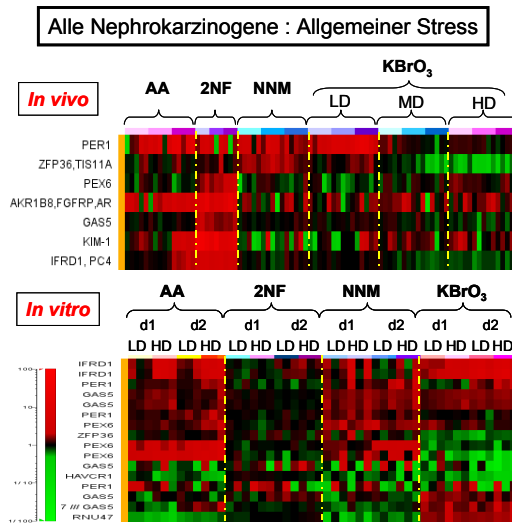 Alle Nephrokarzinogene : Allgemeiner Stress
In vivo
AA 2NF NNM KBrO3
LD MD HD
PER1
ZFP36,TIS11A
PEX6
AKR1B8,FGFRP,AR
GAS5
KIM-1
IFRD1, PC4
In vitro
AA 2NF NNM KBrO3
d1 d2 d1 d2 d1 d2 d1 d2
LD HD LD HD LD HD LD HD LD HD LD HD LD HD LD HD
IFRD1
IFRD1
PER1
GAS5
GAS5
PER1
PEX6
ZFP36
PEX6
PEX6
GAS5
HAVCR1
PER1
GAS5
7 /// GAS5
RNU47
100
10
1
1/10
1/100